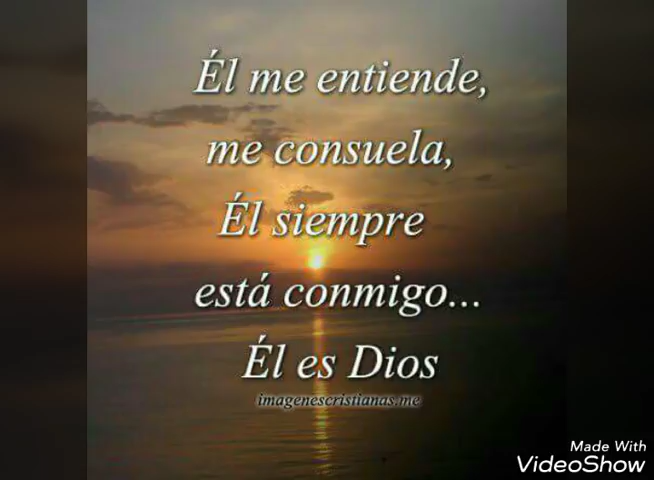 Él me entiende,
me consuela,
Él siempre
está conmigo...
Él es Dios
imagenescristianas.me
Made With
VideoShow